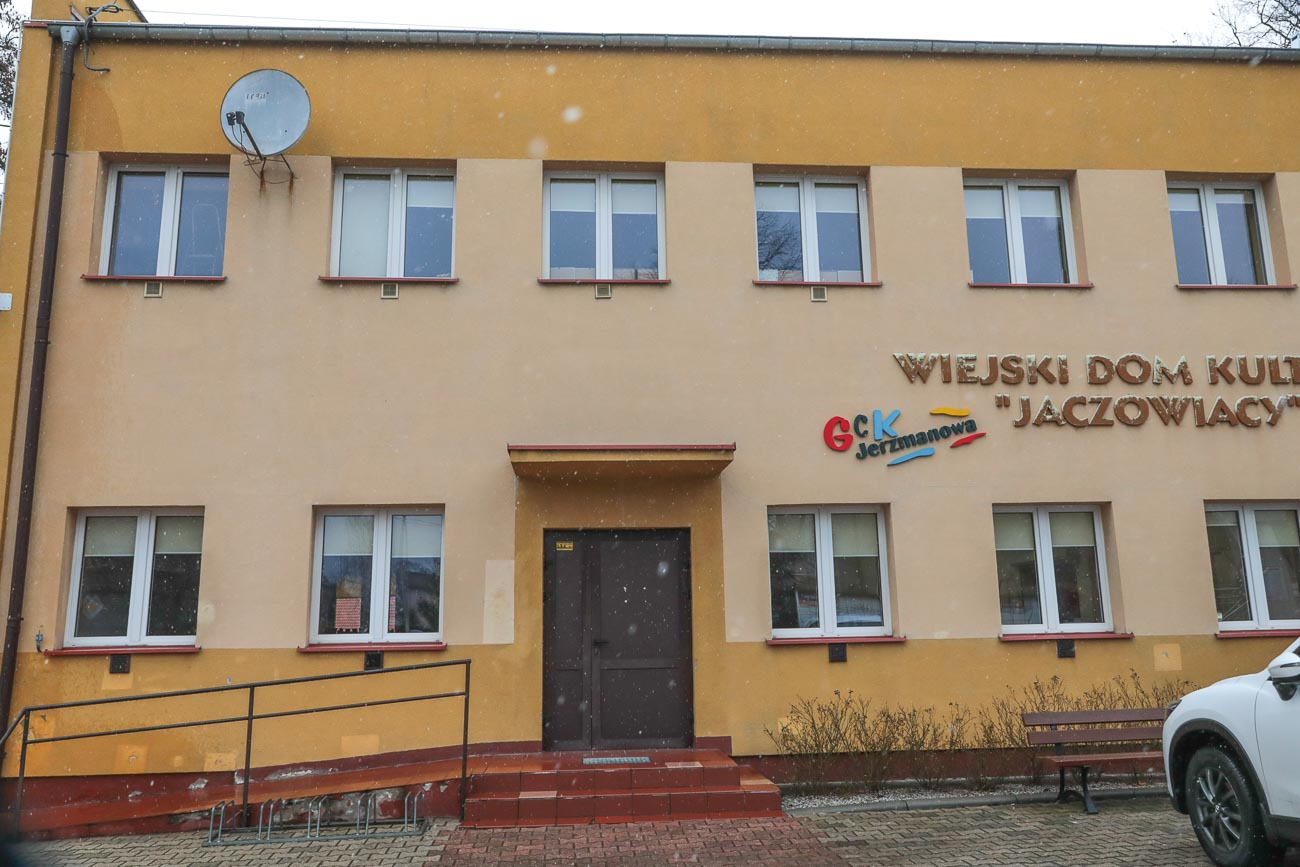 WIEJSKI DOM KULT
"JACZOWIACY"
GCK
Jerzmanowa